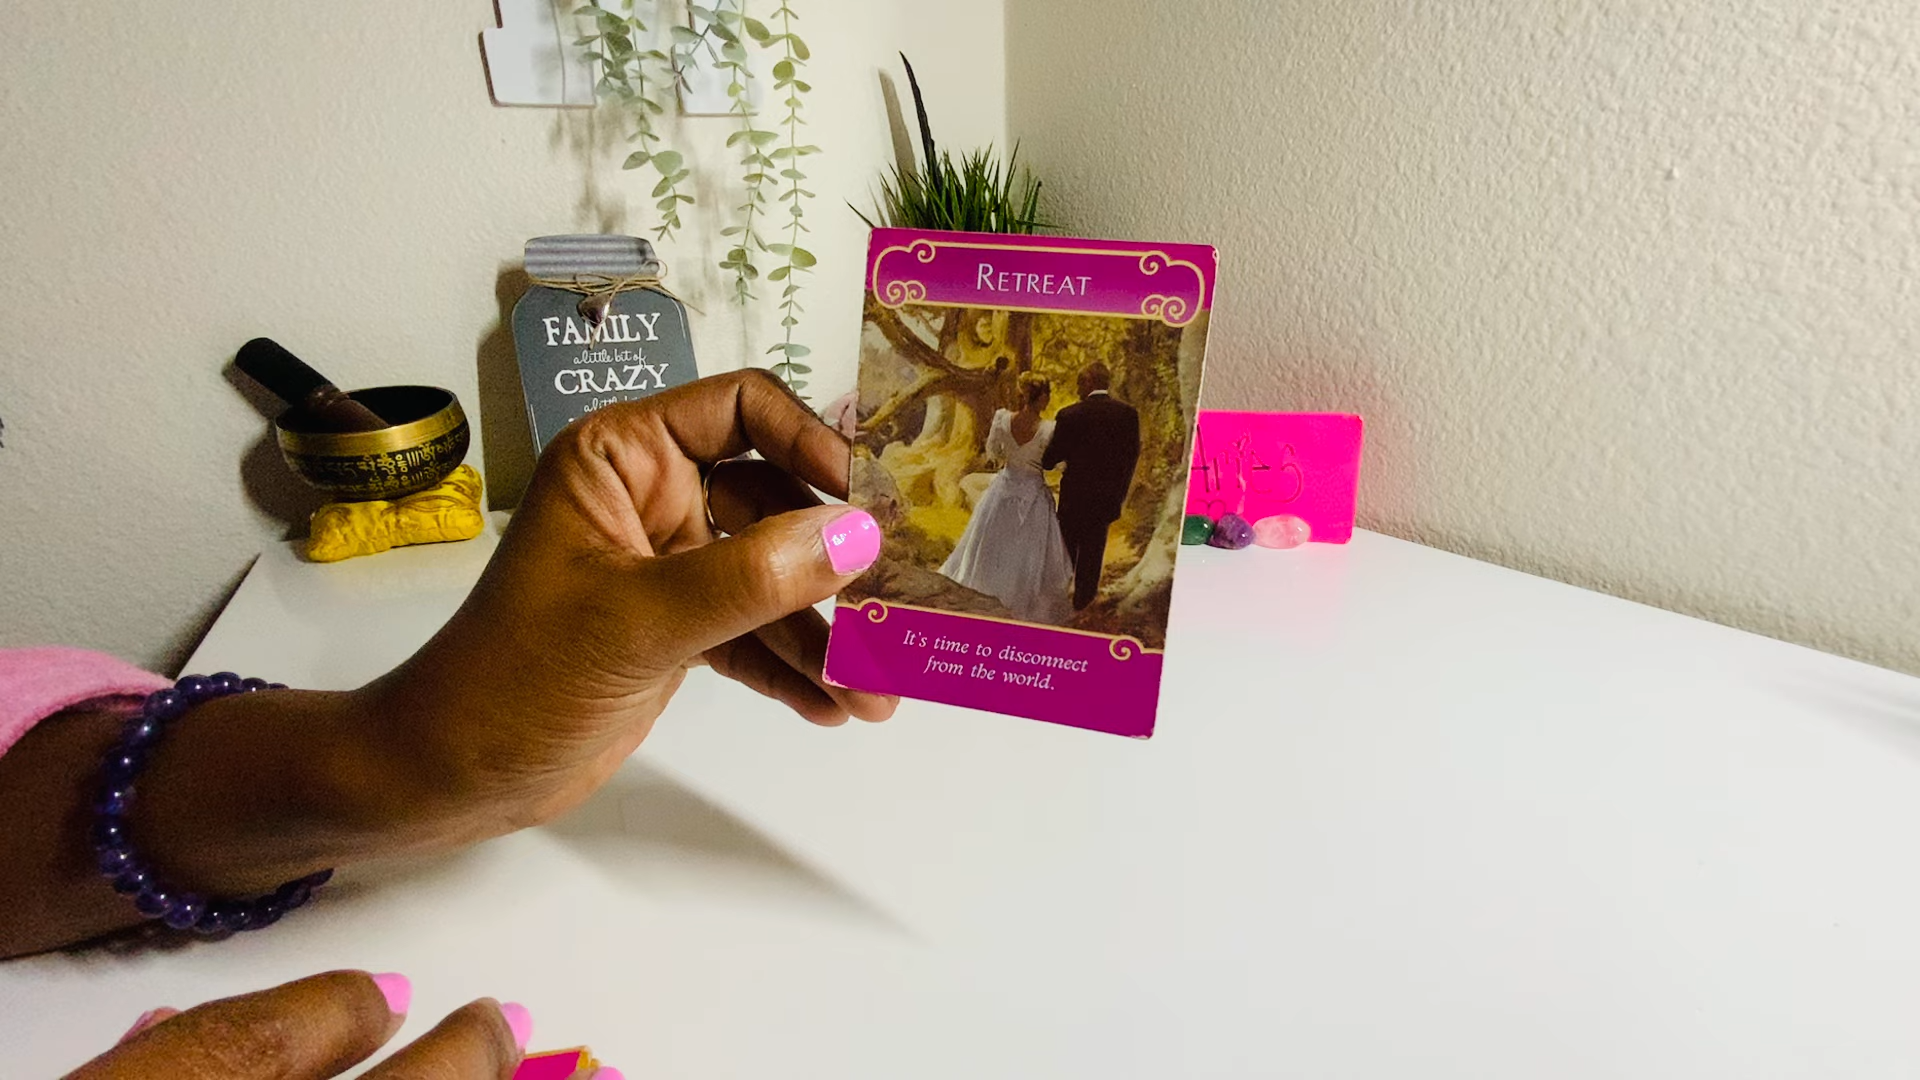 FAMILY
a little bit of
CRAZY
RETREAT
It's time to disconnect
from the world.